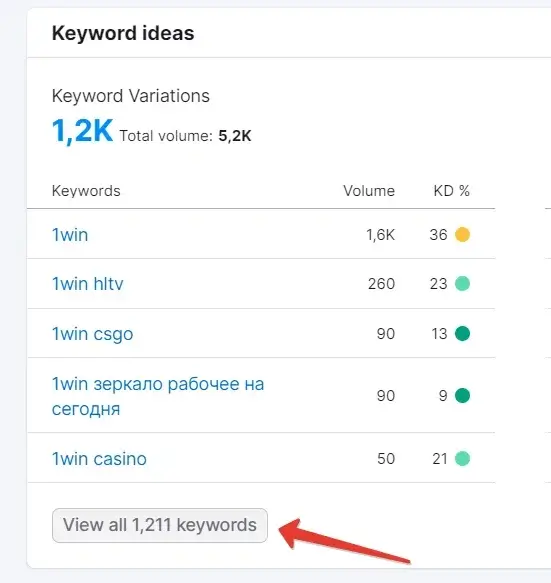 Keyword ideas
Keyword Variations
1,2K Total volume: 5,2K
Keywords Volume KD %
1win 1,6K 36
1win hltv 260 23
1win csgo 90 13
1win зеркало рабочее на
сегодня 90 9
1win casino 50 21
View all 1,211 keywords